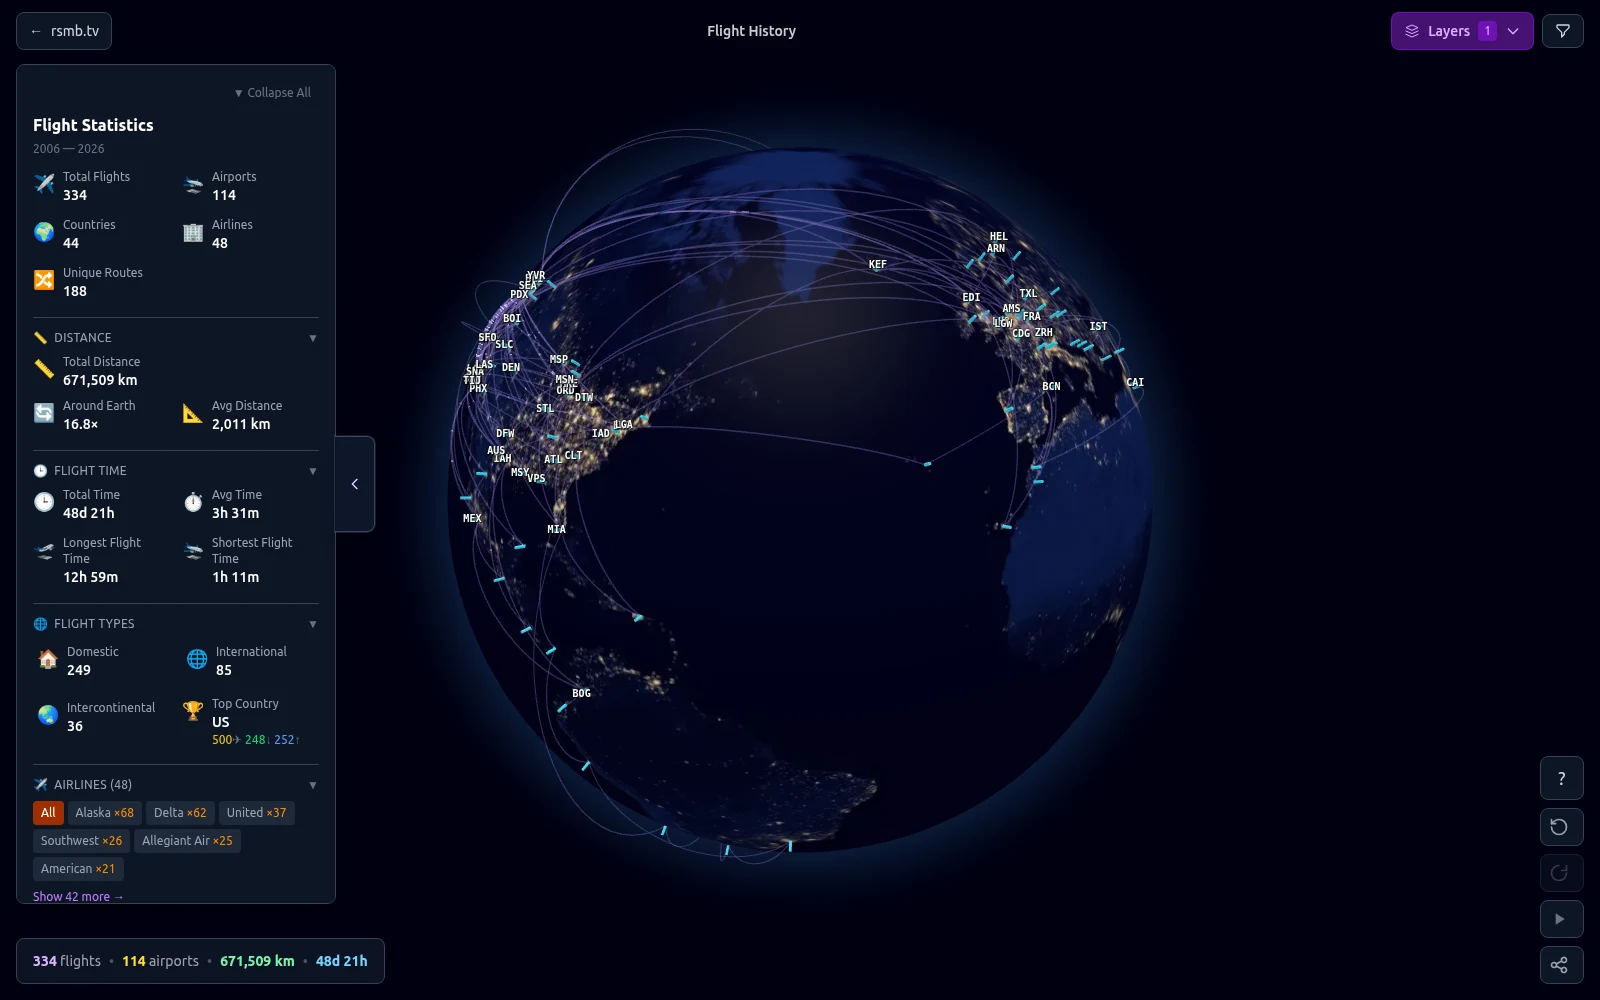 ← rsmb.tv
Flight History
Layers 1
▼ Collapse All
Flight Statistics
2006 — 2026
Total Flights
334
Airports
114
Countries
44
Airlines
48
Unique Routes
188
DISTANCE ▼
Total Distance
671,509 km
Around Earth
16.8×
Avg Distance
2,011 km
FLIGHT TIME ▼
Total Time
48d 21h
Avg Time
3h 31m
Longest Flight
Time
12h 59m
Shortest Flight
Time
1h 11m
FLIGHT TYPES ▼
Domestic
249
International
85
Intercontinental
36
Top Country
US
500✈ 248↓ 252↑
AIRLINES (48) ▼
All Alaska ×68 Delta ×62 United ×37
Southwest ×26 Allegiant Air ×25
American ×21
Show 42 more →
334 flights • 114 airports • 671,509 km • 48d 21h
HEL
ARN
KEF
YVR
SEA
PDX
EDI
TXL
AMS
FRA
LGW
CDG ZRH
IST
BOI
SFO
SLC
LAS
DEN
SNA
TIJ
PHX
MSP
MSN
ORD
DTW
STL
BCN
CAI
LGA
IAD
DFW
AUS
IAH
ATL
CLT
MSY
VPS
MEX
MIA
BOG
?